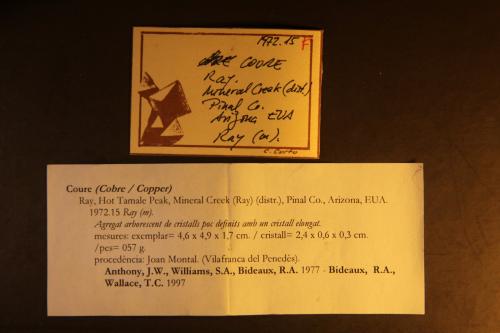 1972.15 F
COURE
Ray.
Mineral Creek (dist.)
Pinal Co.
Arizona EUA
Ray (m).
Coure (Cobre / Copper)
Ray, Hot Tamale Peak, Mineral Creek (Ray) (distr.), Pinal Co., Arizona, EUA.
1972.15 Ray (m).
Agregat arborescent de cristalls poc definits amb un cristall elongat.
mesures: exemplar= 4,6 x 4,9 x 1,7 cm. / cristall= 2,4 x 0,6 x 0,3 cm.
/pes= 057 g.
procedència: Joan Montal. (Vilafranca del Penedès).
Anthony, J.W., Williams, S.A., Bideaux, R.A. 1977 - Bideaux, R.A.,
Wallace, T.C. 1997